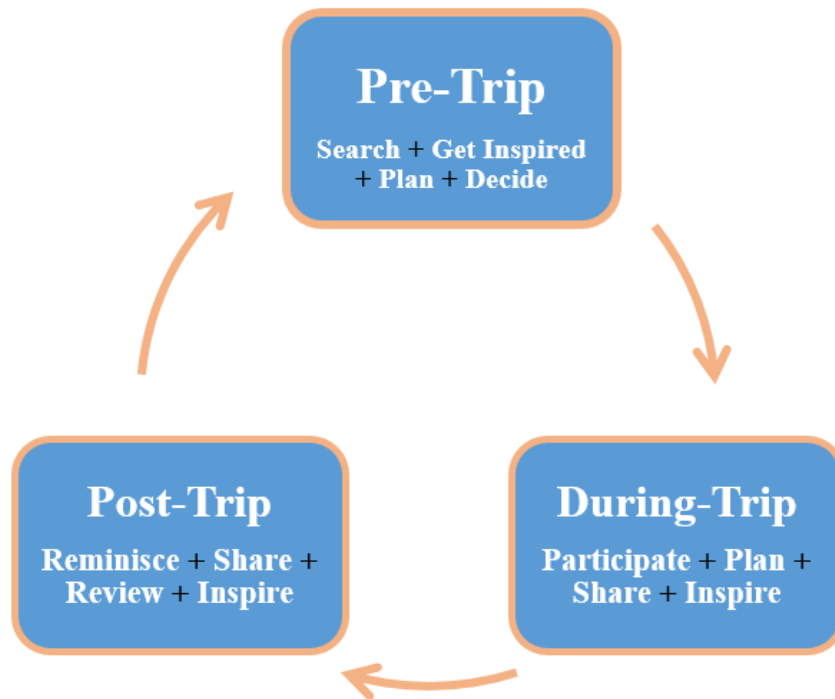 Pre-Trip
Search + Get Inspired
+ Plan + Decide
Post-Trip
Reminisce + Share +
Review + Inspire
During-Trip
Participate + Plan +
Share + Inspire